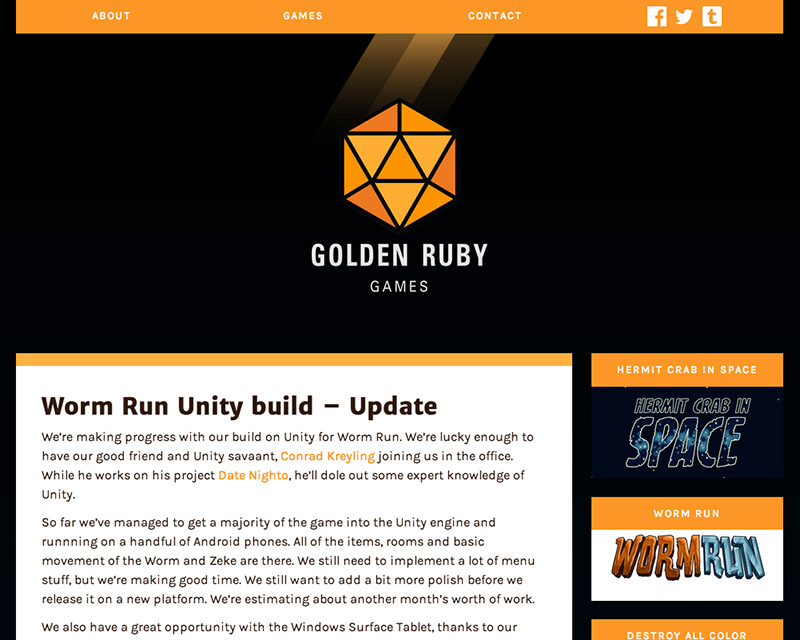 ABOUT
GAMES
CONTACT
GOLDEN RUBY
GAMES
Worm Run Unity build – Update
We're making progress with our build on Unity for Worm Run. We're lucky enough to
have our good friend and Unity savaant, Conrad Kreyling joining us in the office.
While he works on his project Date Nighto, he'll dole out some expert knowledge of
Unity.
So far we've managed to get a majority of the game into the Unity engine and
runnning on a handful of Android phones. All of the items, rooms and basic
movement of the Worm and Zeke are there. We still need to implement a lot of menu
stuff, but we're making good time. We still want to add a bit more polish before we
release it on a new platform. We're estimating about another month's worth of work.
We also have a great opportunity with the Windows Surface Tablet, thanks to our
HERMIT CRAB IN SPACE
HERMIT CRAB IN
SPACE
WORM RUN
WORMRUN
DESTROY ALL COLOR